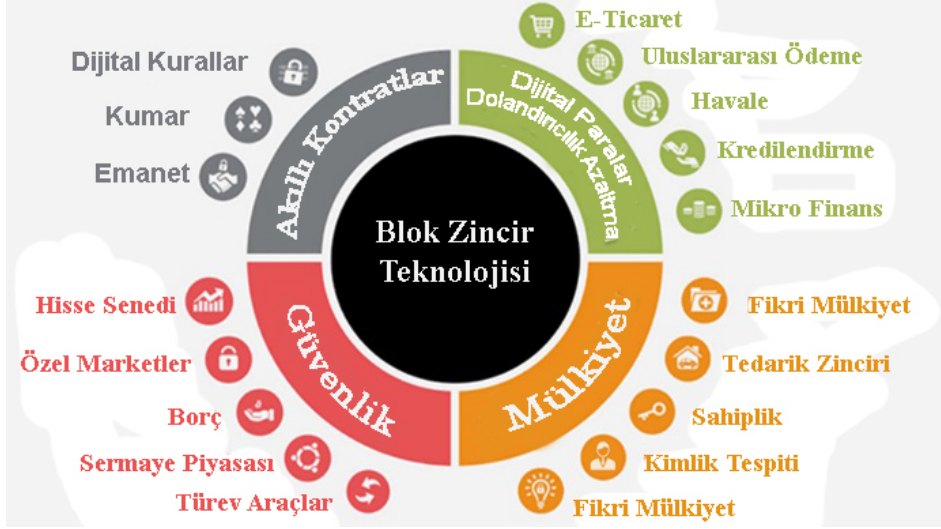 E-Ticaret
Uluslararası Ödeme
Havale
Kredilendirme
Mikro Finans
Dijital Kurallar
Kumar
Emanet
Akıllı Kontratlar
Dijital Paralar
Dolandırıcılık Azaltma
Blok Zincir
Teknolojisi
Güvenlik
Mülkiyet
Hisse Senedi
Özel Marketler
Borç
Sermaye Piyasası
Türev Araçlar
Fikri Mülkiyet
Tedarik Zinciri
Sahiplik
Kimlik Tespiti
Fikri Mülkiyet